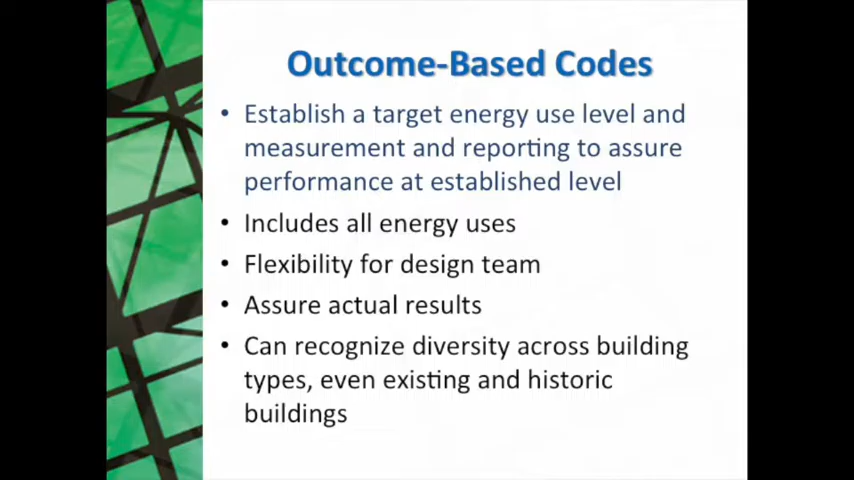 Outcome-Based Codes
• Establish a target energy use level and
measurement and reporting to assure
performance at established level
• Includes all energy uses
• Flexibility for design team
• Assure actual results
• Can recognize diversity across building
types, even existing and historic
buildings